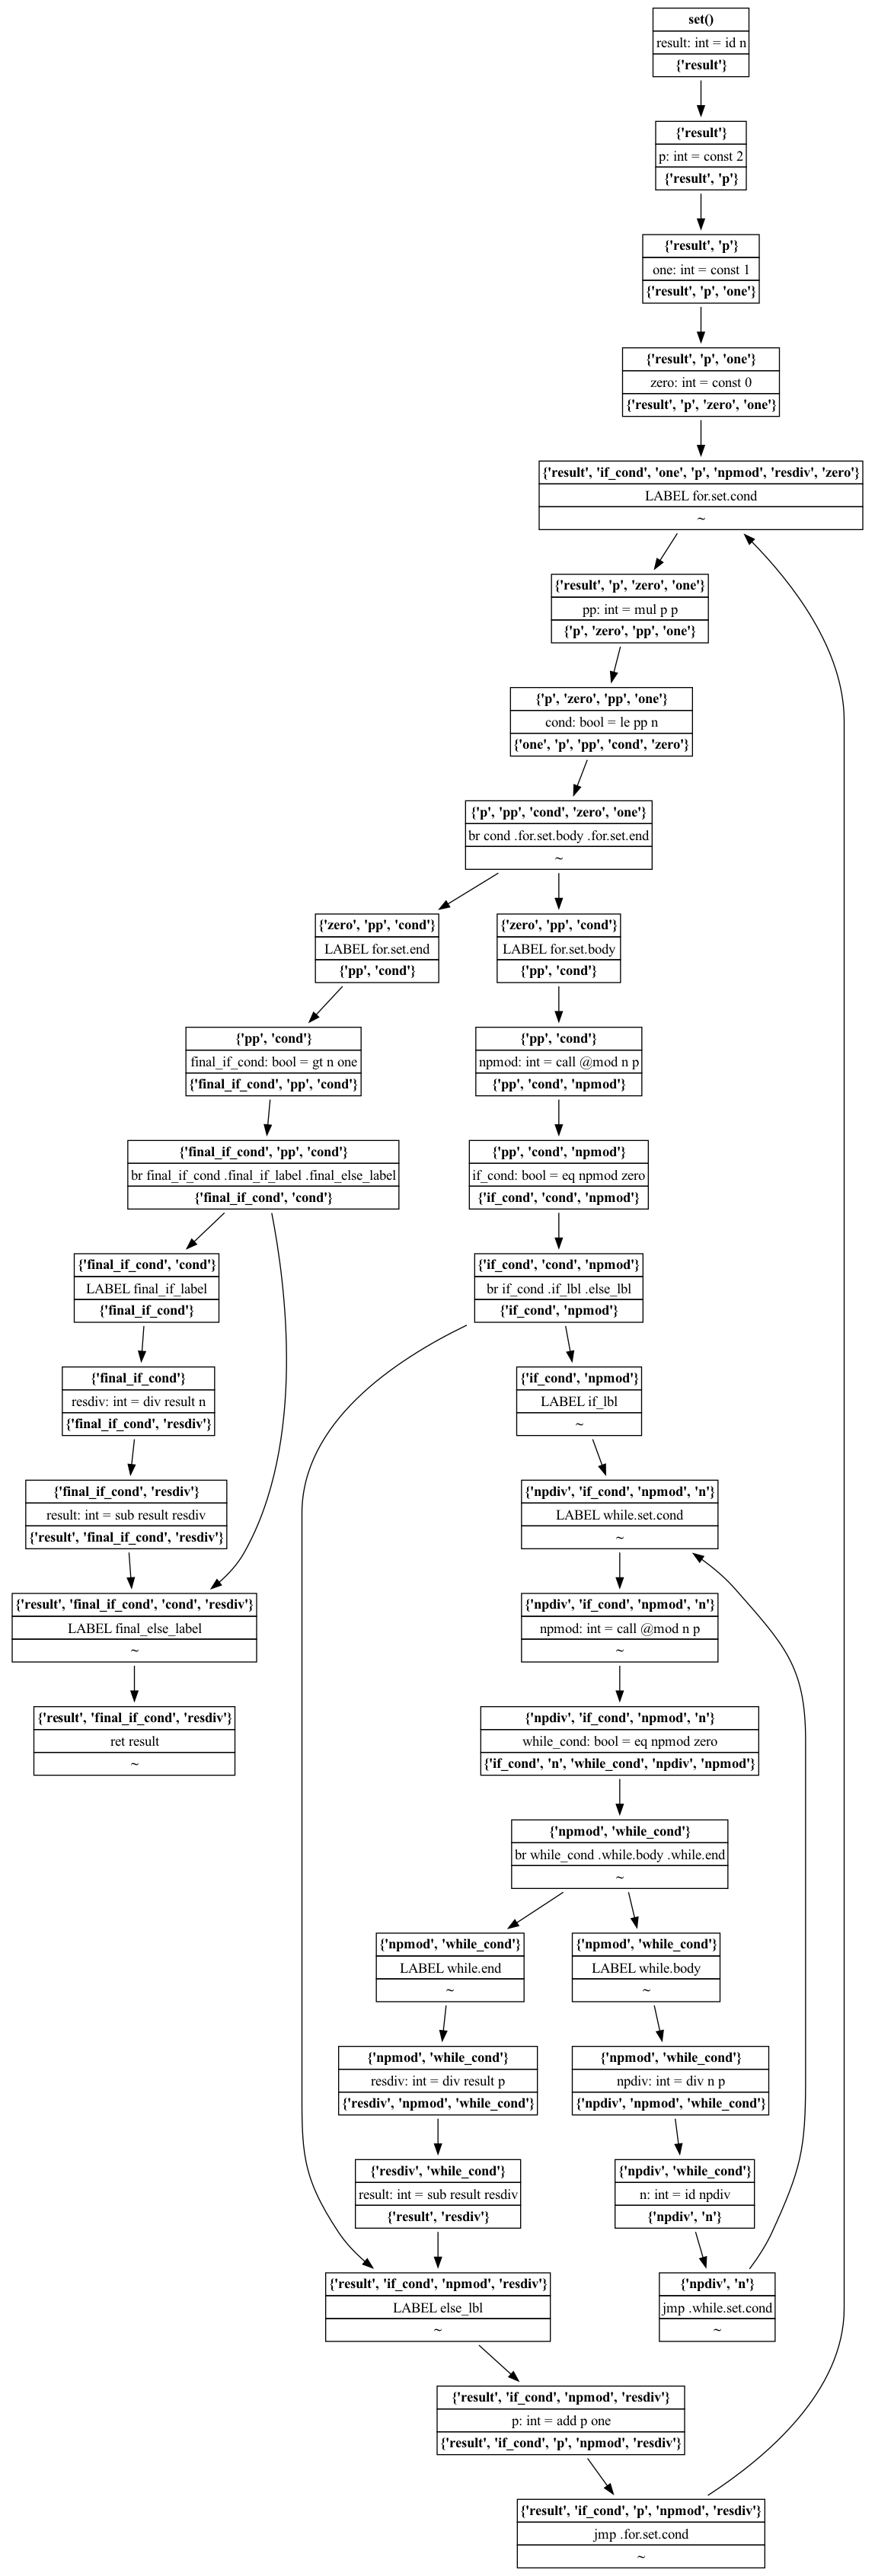 set()
result: int = id n
{'result'}
{'result'}
p: int = const 2
{'result', 'p'}
{'result', 'p'}
one: int = const 1
{'result', 'p', 'one'}
{'result', 'p', 'one'}
zero: int = const 0
{'result', 'p', 'zero', 'one'}
{'result', 'if_cond', 'one', 'p', 'npmod', 'resdiv', 'zero'}
LABEL for.set.cond
~
{'result', 'p', 'zero', 'one'}
pp: int = mul p p
{'p', 'zero', 'pp', 'one'}
{'p', 'zero', 'pp', 'one'}
cond: bool = le pp n
{'one', 'p', 'pp', 'cond', 'zero'}
{'p', 'pp', 'cond', 'zero', 'one'}
br cond .for.set.body .for.set.end
~
{'zero', 'pp', 'cond'}
LABEL for.set.end
{'pp', 'cond'}
{'zero', 'pp', 'cond'}
LABEL for.set.body
{'pp', 'cond'}
{'pp', 'cond'}
final_if_cond: bool = gt n one
{'final_if_cond', 'pp', 'cond'}
{'pp', 'cond'}
npmod: int = call @mod n p
{'pp', 'cond', 'npmod'}
{'final_if_cond', 'pp', 'cond'}
br final_if_cond .final_if_label .final_else_label
{'final_if_cond', 'cond'}
{'pp', 'cond', 'npmod'}
if_cond: bool = eq npmod zero
{'if_cond', 'cond', 'npmod'}
{'final_if_cond', 'cond'}
LABEL final_if_label
{'final_if_cond'}
{'if_cond', 'cond', 'npmod'}
br if_cond .if_lbl .else_lbl
{'if_cond', 'npmod'}
{'final_if_cond'}
resdiv: int = div result n
{'final_if_cond', 'resdiv'}
{'if_cond', 'npmod'}
LABEL if_lbl
~
{'final_if_cond', 'resdiv'}
result: int = sub result resdiv
{'result', 'final_if_cond', 'resdiv'}
{'npdiv', 'if_cond', 'npmod', 'n'}
LABEL while.set.cond
~
{'result', 'final_if_cond', 'cond', 'resdiv'}
LABEL final_else_label
~
{'npdiv', 'if_cond', 'npmod', 'n'}
npmod: int = call @mod n p
~
{'result', 'final_if_cond', 'resdiv'}
ret result
~
{'npdiv', 'if_cond', 'npmod', 'n'}
while_cond: bool = eq npmod zero
{'if_cond', 'n', 'while_cond', 'npdiv', 'npmod'}
{'npmod', 'while_cond'}
br while_cond .while.body .while.end
~
{'npmod', 'while_cond'}
LABEL while.end
~
{'npmod', 'while_cond'}
LABEL while.body
~
{'npmod', 'while_cond'}
resdiv: int = div result p
{'resdiv', 'npmod', 'while_cond'}
{'npmod', 'while_cond'}
npdiv: int = div n p
{'npdiv', 'npmod', 'while_cond'}
{'resdiv', 'while_cond'}
result: int = sub result resdiv
{'result', 'resdiv'}
{'npdiv', 'while_cond'}
n: int = id npdiv
{'npdiv', 'n'}
{'result', 'if_cond', 'npmod', 'resdiv'}
LABEL else_lbl
~
{'npdiv', 'n'}
jmp .while.set.cond
~
{'result', 'if_cond', 'npmod', 'resdiv'}
p: int = add p one
{'result', 'if_cond', 'p', 'npmod', 'resdiv'}
{'result', 'if_cond', 'p', 'npmod', 'resdiv'}
jmp .for.set.cond
~